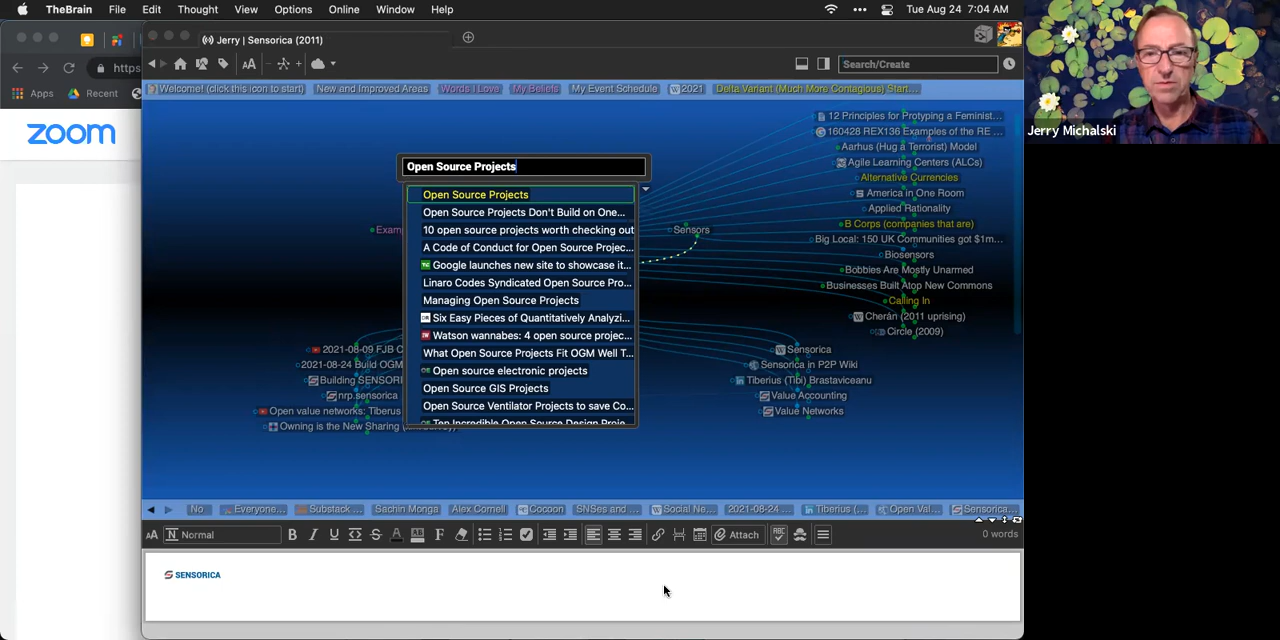 TheBrain File Edit Thought View Options Online Window Help Tue Aug 24 7:04 AM
Jerry | Sensorica (2011)
https
Search/Create
Apps Recent
Welcome! (click this icon to start) New and Improved Areas Words I Love My Beliefs My Event Schedule 2021 Delta Variant (Much More Contagious) Start...
zoom
Jerry Michalski
Open Source Projects
Open Source Projects
Open Source Projects Don't Build on One...
10 open source projects worth checking out
A Code of Conduct for Open Source Projec...
Google launches new site to showcase it...
Linaro Codes Syndicated Open Source Pro...
Managing Open Source Projects
Six Easy Pieces of Quantitatively Analyzi...
Watson wannabes: 4 open source projec...
What Open Source Projects Fit OGM Well T...
Open source electronic projects
Open Source GIS Projects
Open Source Ventilator Projects to save Co...
Ten Incredible Open Source Design Proje...
Examp
Sensors
12 Principles for Protyping a Feminist...
160428 REX136 Examples of the RE ...
Aarhus (Hug a Terrorist) Model
Agile Learning Centers (ALCs)
Alternative Currencies
America in One Room
Applied Rationality
B Corps (companies that are)
Big Local: 150 UK Communities got $1m...
Biosensors
Bobbies Are Mostly Unarmed
Businesses Built Atop New Commons
Calling In
Cherán (2011 uprising)
Circle (2009)
2021-08-09 FJB C
2021-08-24 Build OGM
Building SENSORI
nrp.sensorica
Open value networks: Tiberius
Owning is the New Sharing
Sensorica
Sensorica in P2P Wiki
Tiberius (Tibi) Brastaviceanu
Value Accounting
Value Networks
No Everyone... Substack ... Sachin Monga Alex Cornell Cocoon SNSes and ... Social Ne... 2021-08-24 ... Tiberius (... Open Val... Sensorica...
Normal B I U S A F Attach 0 words
SENSORICA